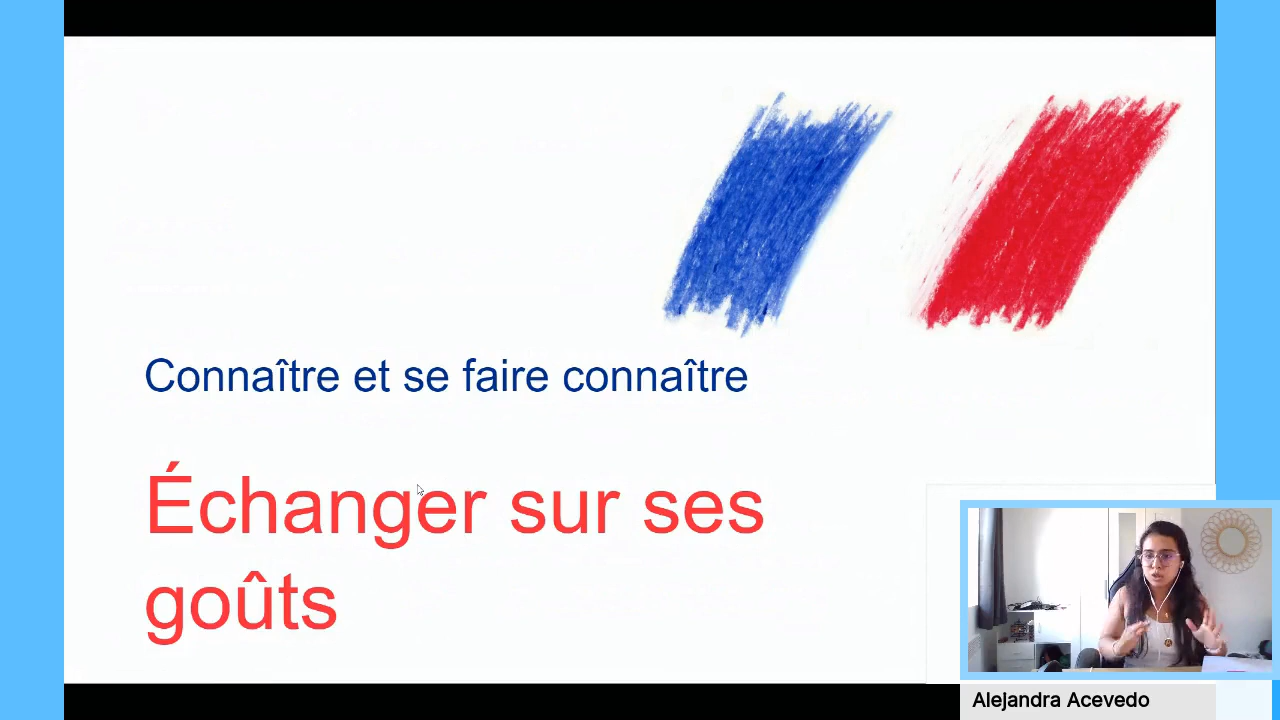 Connaître et se faire connaître
Échanger sur ses
goûts
Alejandra Acevedo